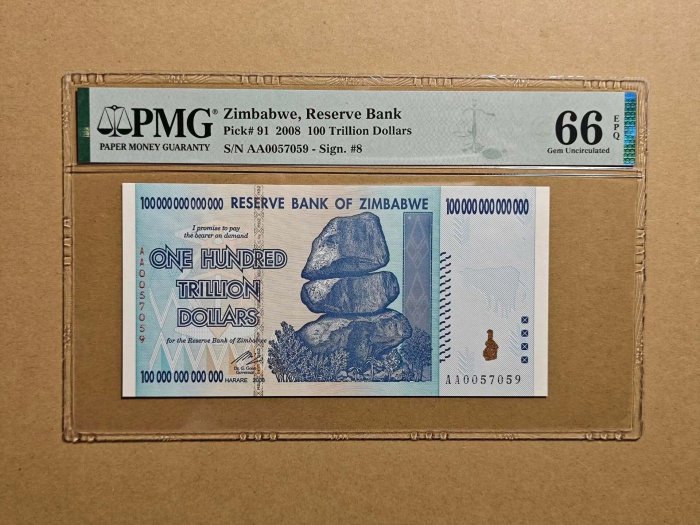 PMG®
PAPER MONEY GUARANTY
Zimbabwe, Reserve Bank
Pick# 91 2008 100 Trillion Dollars
S/N AA0057059 - Sign. #8
66 EPQ
Gem Uncirculated
100 000 000 000 000 RESERVE BANK OF ZIMBABWE 100 000 000 000 000
I promise to pay
the bearer on demand
ONE HUNDRED
TRILLION
DOLLARS
for the Reserve Bank of Zimbabwe
AA0057059
Dr. G. Gono
Governor
100 000 000 000 000 HARARE 2008
AA0057059